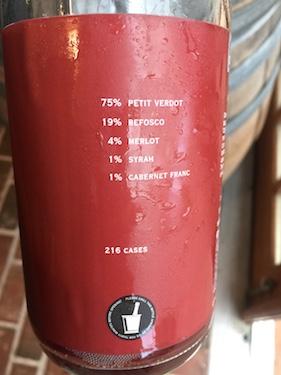 75% PETIT VERDOT
19% REFOSCO
4% MERLOT
1% SYRAH
1% CABERNET FRANC
216 CASES